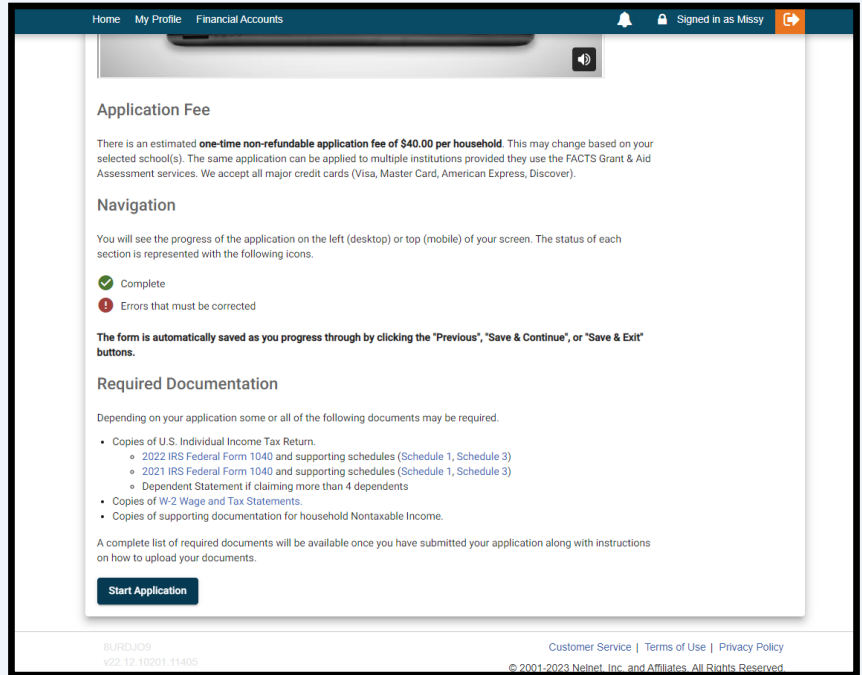 Home My Profile Financial Accounts Signed in as Missy
Application Fee
There is an estimated one-time non-refundable application fee of $40.00 per household. This may change based on your
selected school(s). The same application can be applied to multiple institutions provided they use the FACTS Grant & Aid
Assessment services. We accept all major credit cards (Visa, Master Card, American Express, Discover).
Navigation
You will see the progress of the application on the left (desktop) or top (mobile) of your screen. The status of each
section is represented with the following icons.
Complete
Errors that must be corrected
The form is automatically saved as you progress through by clicking the "Previous", "Save & Continue", or "Save & Exit"
buttons.
Required Documentation
Depending on your application some or all of the following documents may be required.
• Copies of U.S. Individual Income Tax Return.
◦ 2022 IRS Federal Form 1040 and supporting schedules (Schedule 1, Schedule 3)
◦ 2021 IRS Federal Form 1040 and supporting schedules (Schedule 1, Schedule 3)
◦ Dependent Statement if claiming more than 4 dependents
• Copies of W-2 Wage and Tax Statements.
• Copies of supporting documentation for household Nontaxable Income.
A complete list of required documents will be available once you have submitted your application along with instructions
on how to upload your documents.
Start Application
8URDJO9
v22.12.10201.11405
Customer Service | Terms of Use | Privacy Policy
© 2001-2023 Nelnet, Inc. and Affiliates. All Rights Reserved.